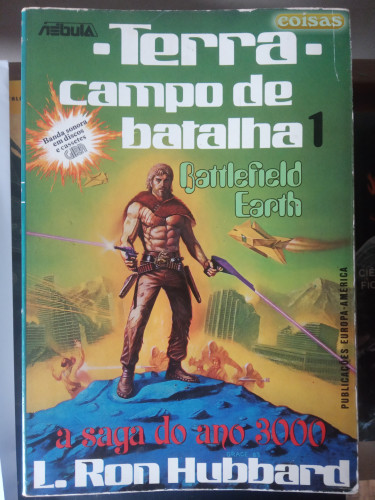 NEBULA
coisas
-Terra-
campo de
batalha 1
Banda sonora
em discos
e cassetes
Battlefield
Earth
PUBLICAÇÕES EUROPA-AMÉRICA
a saga do ano 3000
L. Ron Hubbard